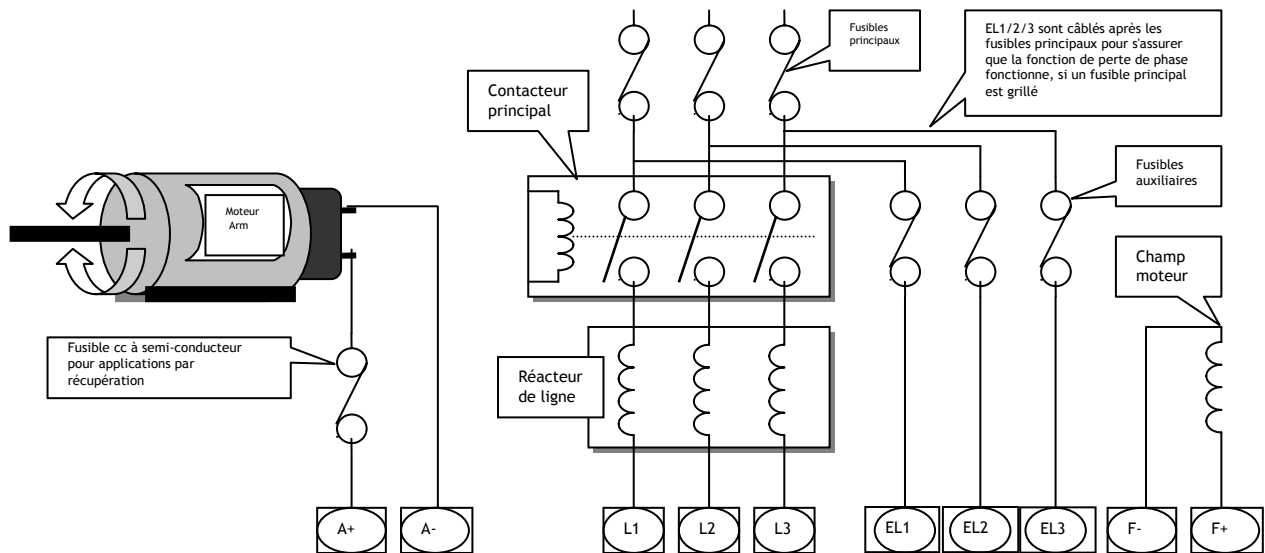 Fusibles
principaux
EL1/2/3 sont câblés après les
fusibles principaux pour s'assurer
que la fonction de perte de phase
fonctionne, si un fusible principal
est grillé
Contacteur
principal
Fusibles
auxiliaires
Moteur
Arm
Champ
moteur
Fusible cc à semi-conducteur
pour applications par
récupération
Réacteur
de ligne
A+
A-
L1
L2
L3
EL1
EL2
EL3
F-
F+